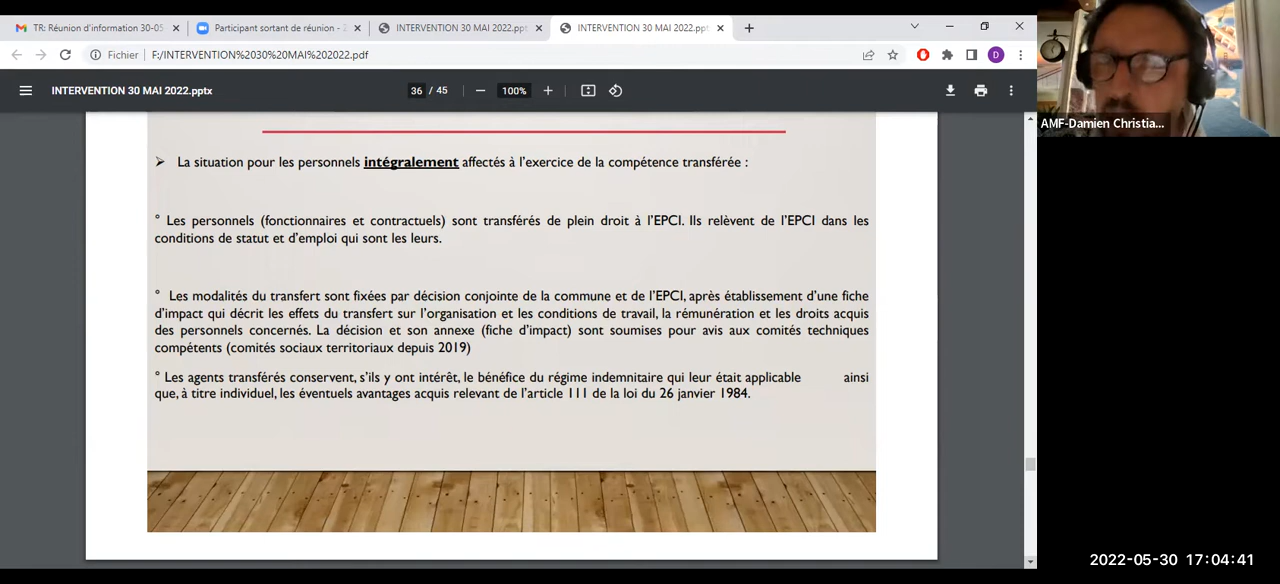 TR: Réunion d'information 30-05
Participant sortant de réunion - Z
INTERVENTION 30 MAI 2022.ppt
INTERVENTION 30 MAI 2022.ppt
Fichier
F:/INTERVENTION%2030%20MAI%202022.pdf
D
INTERVENTION 30 MAI 2022.pptx
36 / 45
100%
AMF-Damien Christia...
La situation pour les personnels intégralement affectés à l'exercice de la compétence transférée :
° Les personnels (fonctionnaires et contractuels) sont transférés de plein droit à l'EPCI. Ils relèvent de l'EPCI dans les
conditions de statut et d'emploi qui sont les leurs.
° Les modalités du transfert sont fixées par décision conjointe de la commune et de l'EPCI, après établissement d'une fiche
d'impact qui décrit les effets du transfert sur l'organisation et les conditions de travail, la rémunération et les droits acquis
des personnels concernés. La décision et son annexe (fiche d'impact) sont soumises pour avis aux comités techniques
compétents (comités sociaux territoriaux depuis 2019)
° Les agents transférés conservent, s'ils y ont intérêt, le bénéfice du régime indemnitaire qui leur était applicable ainsi
que, à titre individuel, les éventuels avantages acquis relevant de l'article 111 de la loi du 26 janvier 1984.
2022-05-30 17:04:41